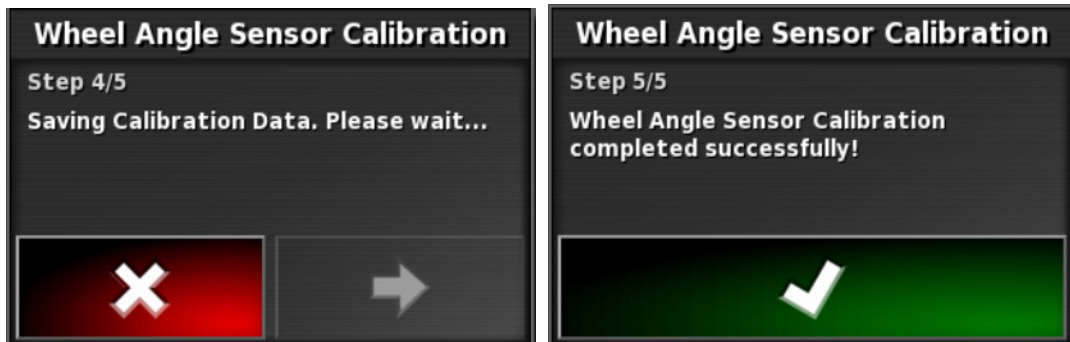 Wheel Angle Sensor Calibration
Step 4/5
Saving Calibration Data. Please wait...
Wheel Angle Sensor Calibration
Step 5/5
Wheel Angle Sensor Calibration
completed successfully!